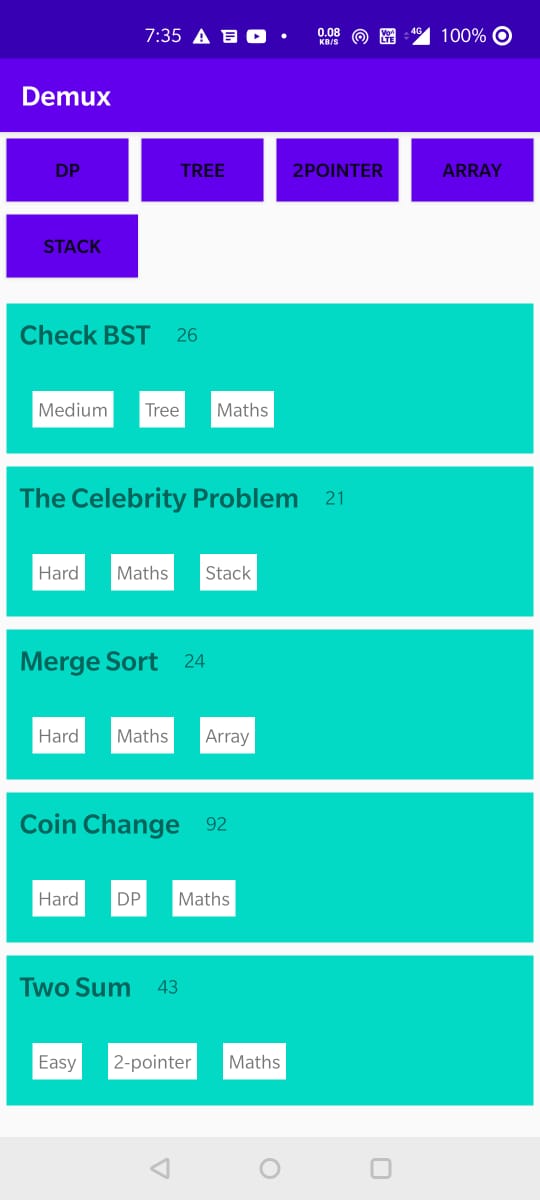 7:35 0.08 KB/S Vo LTE 4G 100%
Demux
DP TREE 2POINTER ARRAY
STACK
Check BST 26
Medium Tree Maths
The Celebrity Problem 21
Hard Maths Stack
Merge Sort 24
Hard Maths Array
Coin Change 92
Hard DP Maths
Two Sum 43
Easy 2-pointer Maths